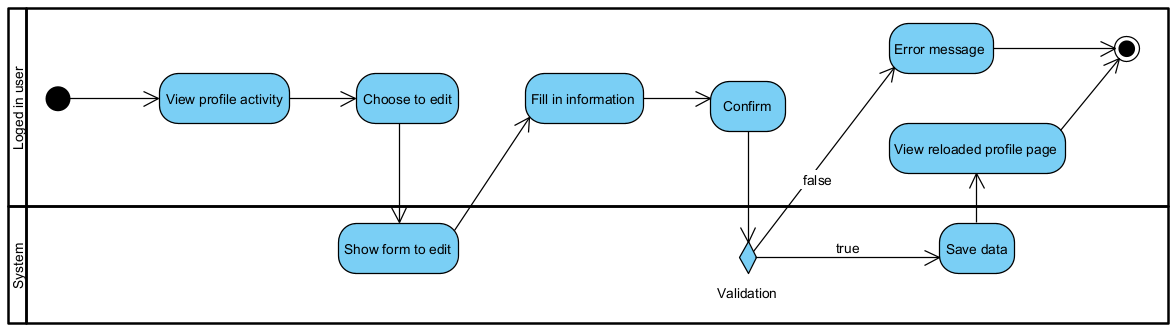 Loged in user
View profile activity
Choose to edit
Fill in information
Confirm
Error message
View reloaded profile page
false
System
Show form to edit
Validation
true
Save data